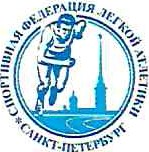 СПОРТИВНАЯ ФЕДЕРАЦИЯ ЛЕГКОЙ АТЛЕТИКИ
*САНКТ-ПЕТЕРБУРГ*